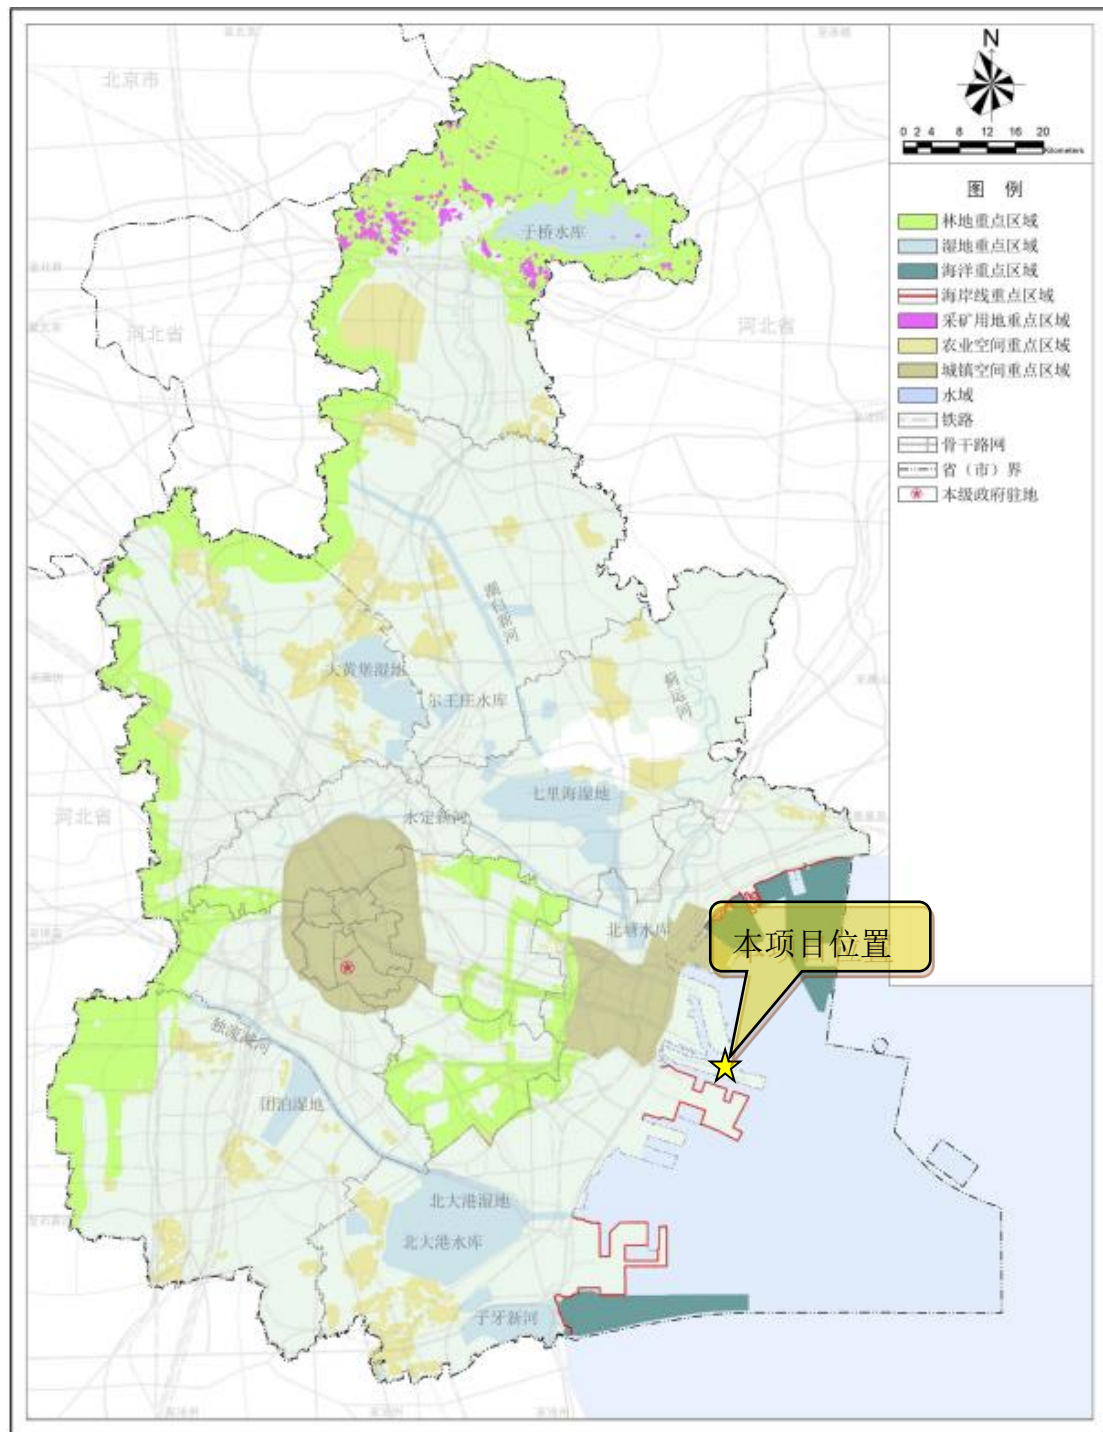 北京市
N
0 2 4 8 12 16 20
Kilometers
图 例
林地重点区域
湿地重点区域
海洋重点区域
海岸线重点区域
采矿用地重点区域
农业空间重点区域
城镇空间重点区域
水域
铁路
骨干路网
省（市）界
本级政府驻地
于桥水库
河北省
河北省
潮白新河
大黄堡湿地
尔王庄水库
蓟运河
七里海湿地
河北省
永定新河
北塘水库
本项目位置
独流减河
团泊湿地
北大港湿地
北大港水库
子牙新河